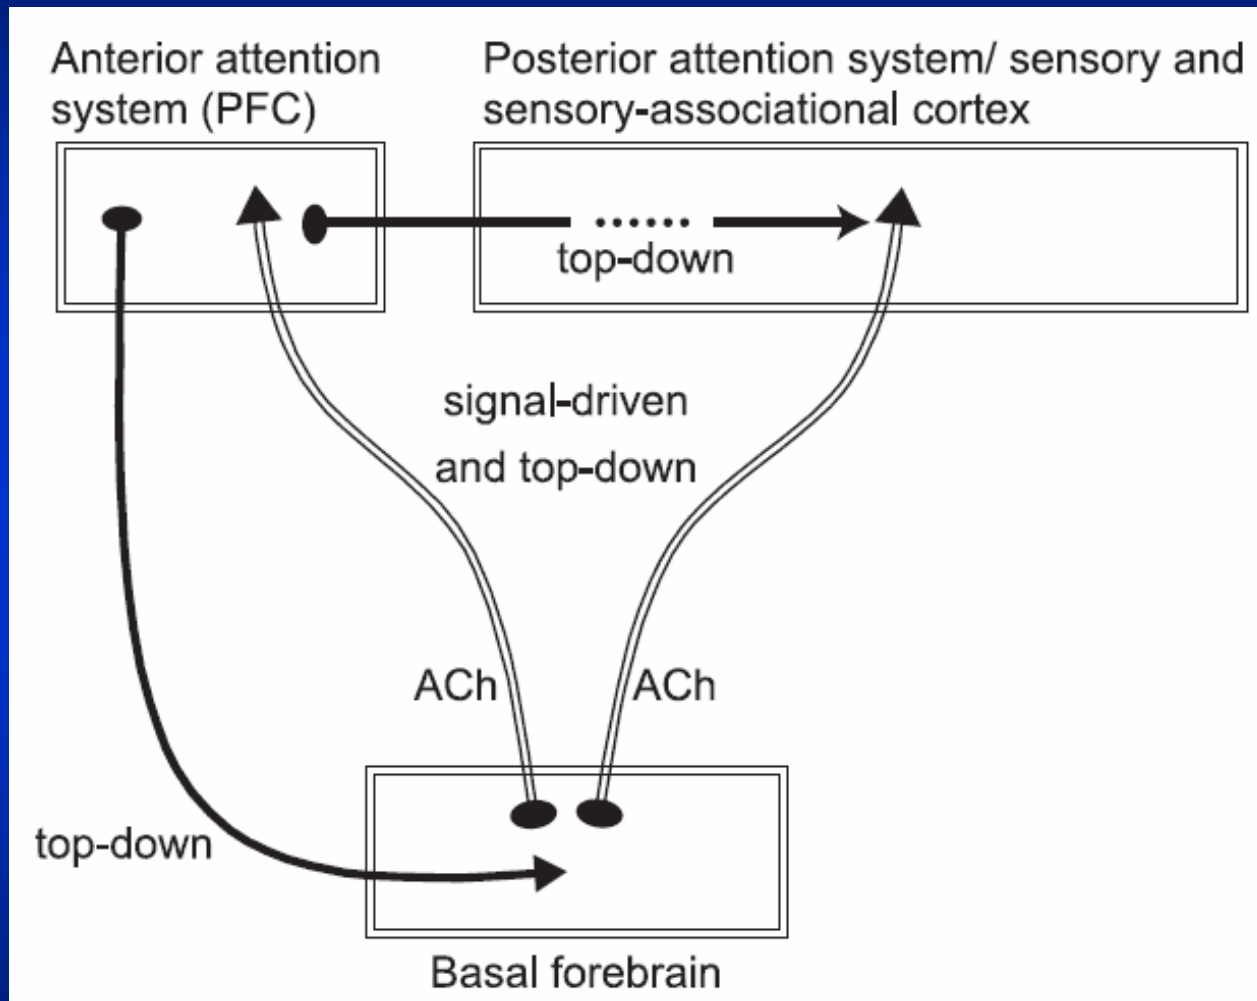 Anterior attention
system (PFC)
Posterior attention system/ sensory and
sensory-associational cortex
top-down
signal-driven
and top-down
ACh
ACh
top-down
Basal forebrain